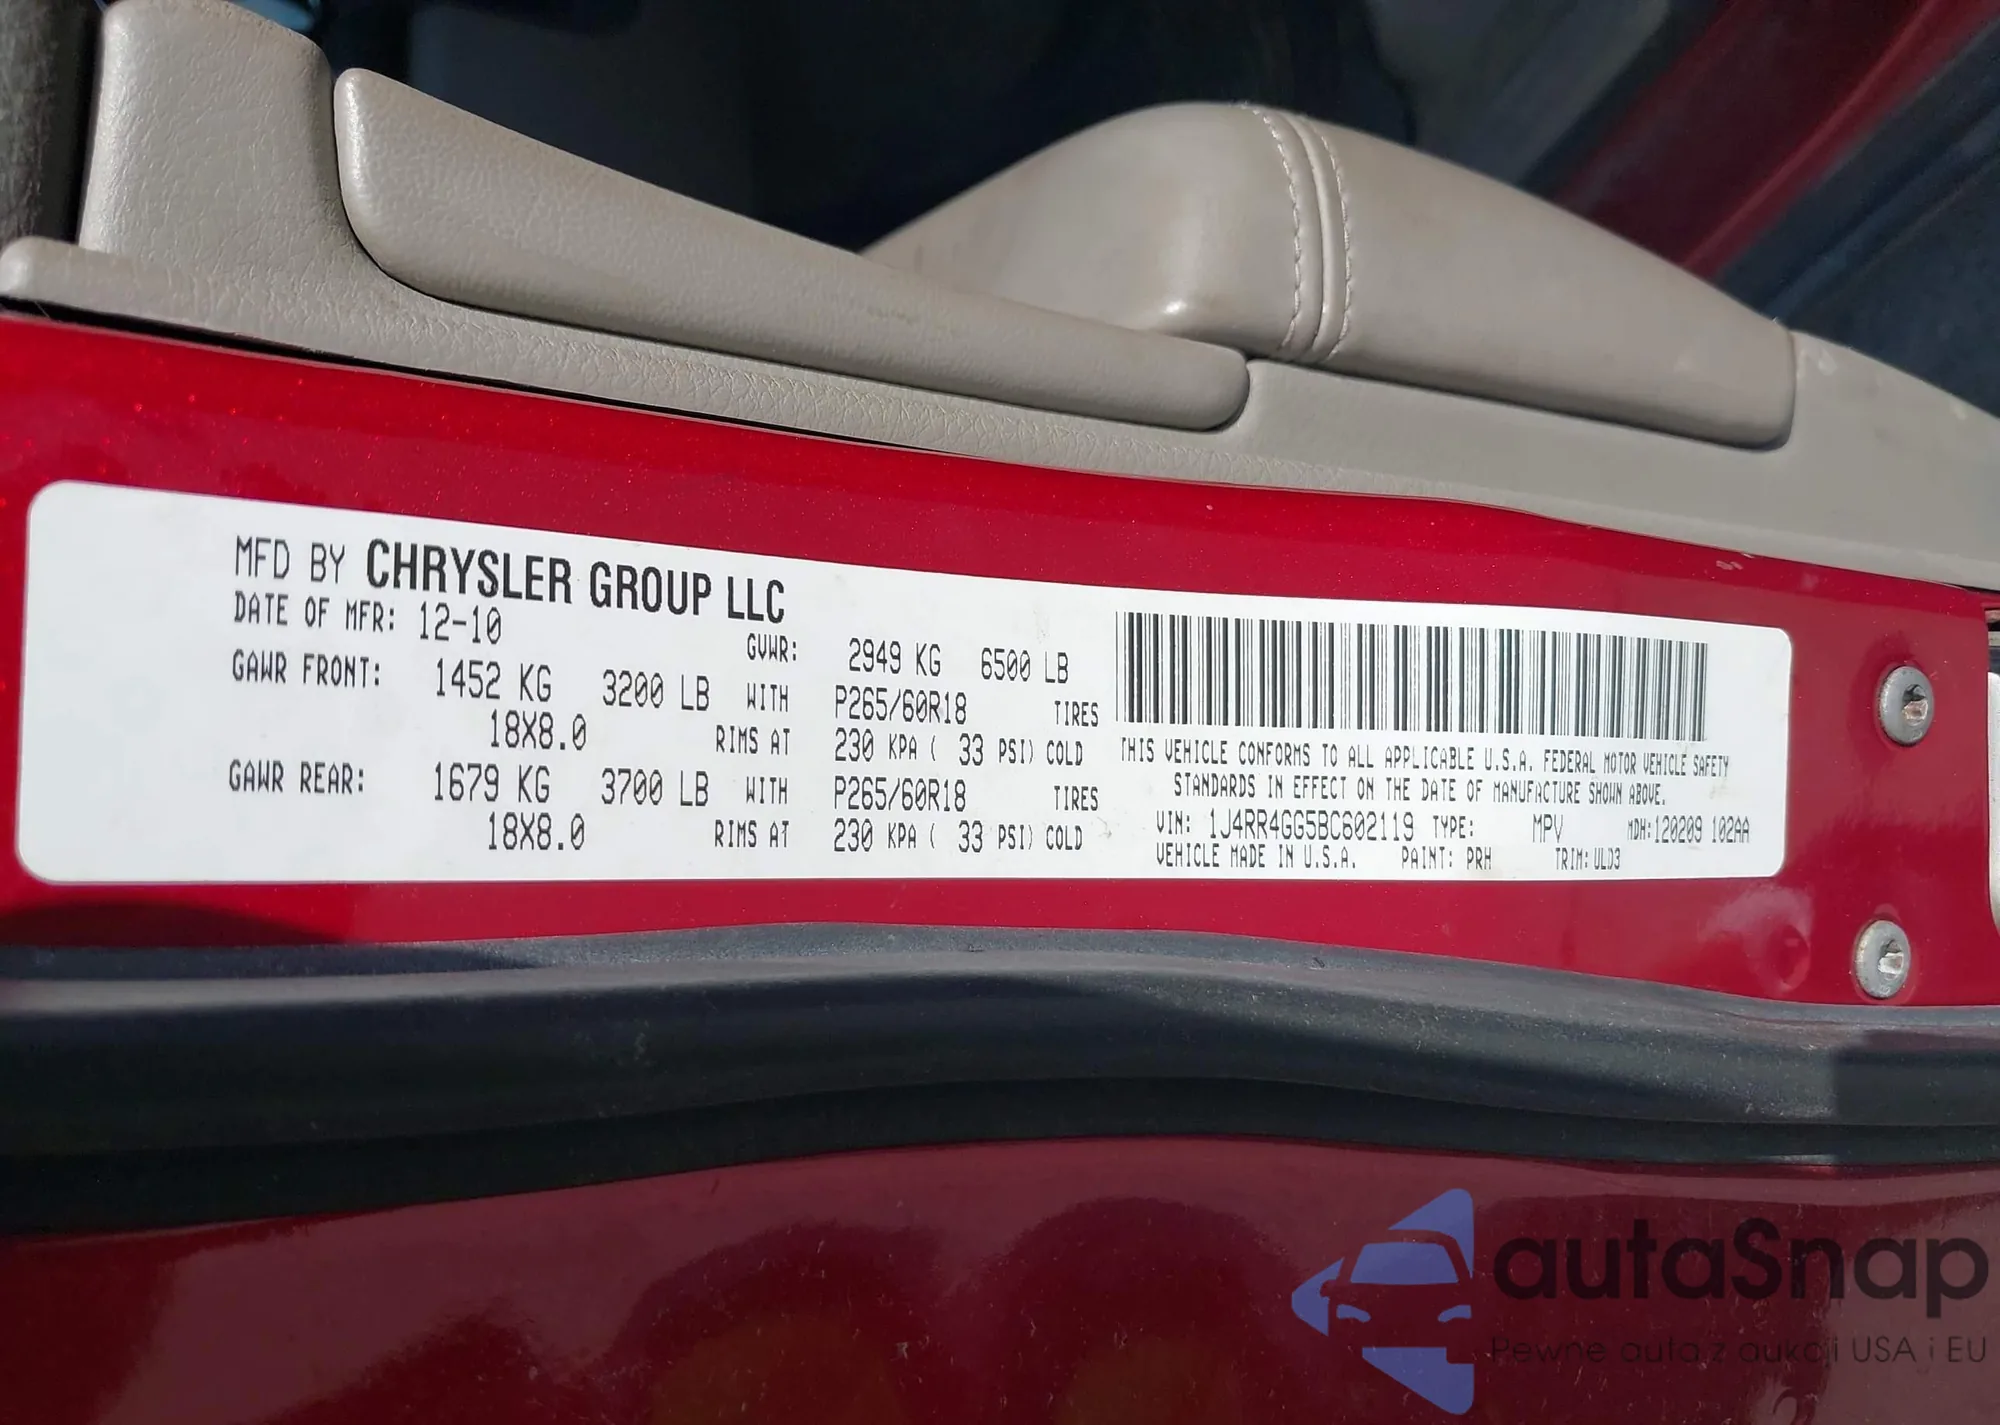 MFD BY CHRYSLER GROUP LLC
DATE OF MFR: 12-10 GVWR: 2949 KG 6500 LB
GAWR FRONT: 1452 KG 3200 LB WITH P265/60R18 TIRES
18X8.0 RIMS AT 230 KPA ( 33 PSI) COLD
GAWR REAR: 1679 KG 3700 LB WITH P265/60R18 TIRES
18X8.0 RIMS AT 230 KPA ( 33 PSI) COLD
THIS VEHICLE CONFORMS TO ALL APPLICABLE U.S.A. FEDERAL MOTOR VEHICLE SAFETY
STANDARDS IN EFFECT ON THE DATE OF MANUFACTURE SHOWN ABOVE.
VIN: 1J4RR4GG5BC602119 TYPE: MPV MDH:120209 102AA
VEHICLE MADE IN U.S.A. PAINT: PRH TRIM: ULD3
autaSnap
Pewne auta z aukcji USA i EU